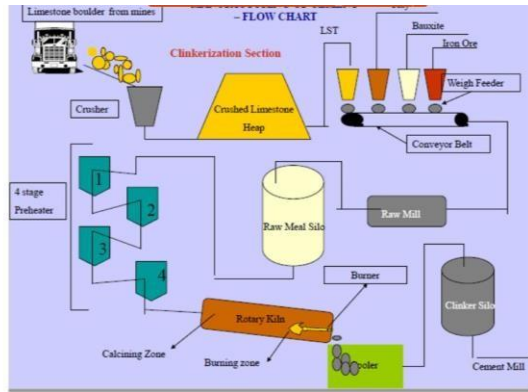 Limestone boulder from mines
– FLOW CHART
LST
Bauxite
Iron Ore
Clinkerization Section
Weigh Feeder
Crusher
Crushed Limestone
Heap
Conveyor Belt
4 stage
Preheater
1
2
3
4
Raw Meal Silo
Raw Mill
Burner
Rotary Kiln
Clinker Silo
Calcining Zone
Burning zone
Cement Mill